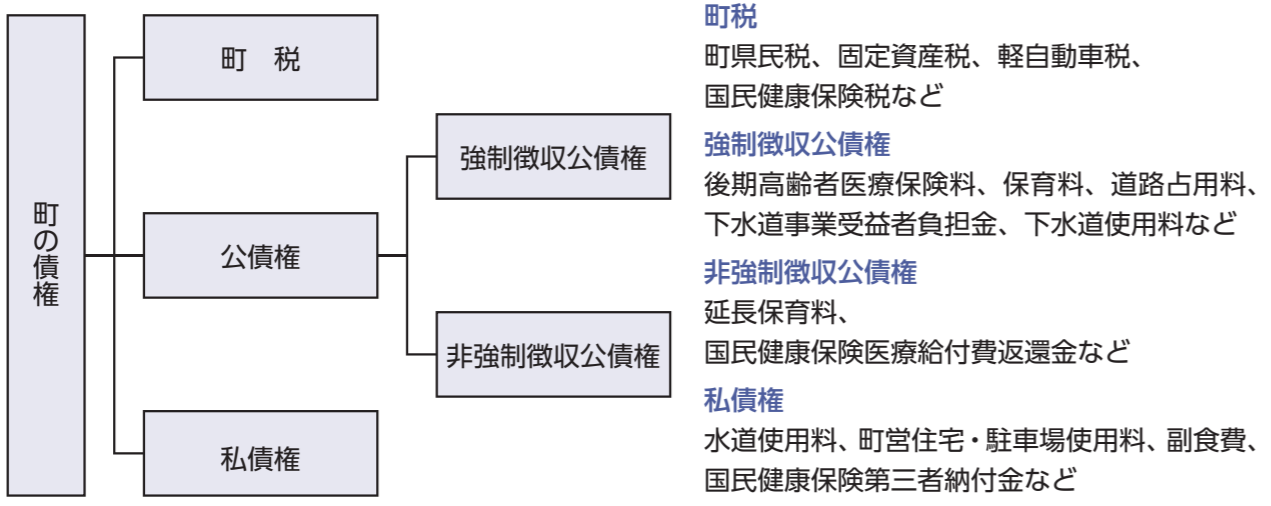 町の債権
町　税
公債権
私債権
強制徴収公債権
非強制徴収公債権
町税
町県民税、固定資産税、軽自動車税、
国民健康保険税など
強制徴収公債権
後期高齢者医療保険料、保育料、道路占用料、
下水道事業受益者負担金、下水道使用料など
非強制徴収公債権
延長保育料、
国民健康保険医療給付費返還金など
私債権
水道使用料、町営住宅・駐車場使用料、副食費、
国民健康保険第三者納付金など